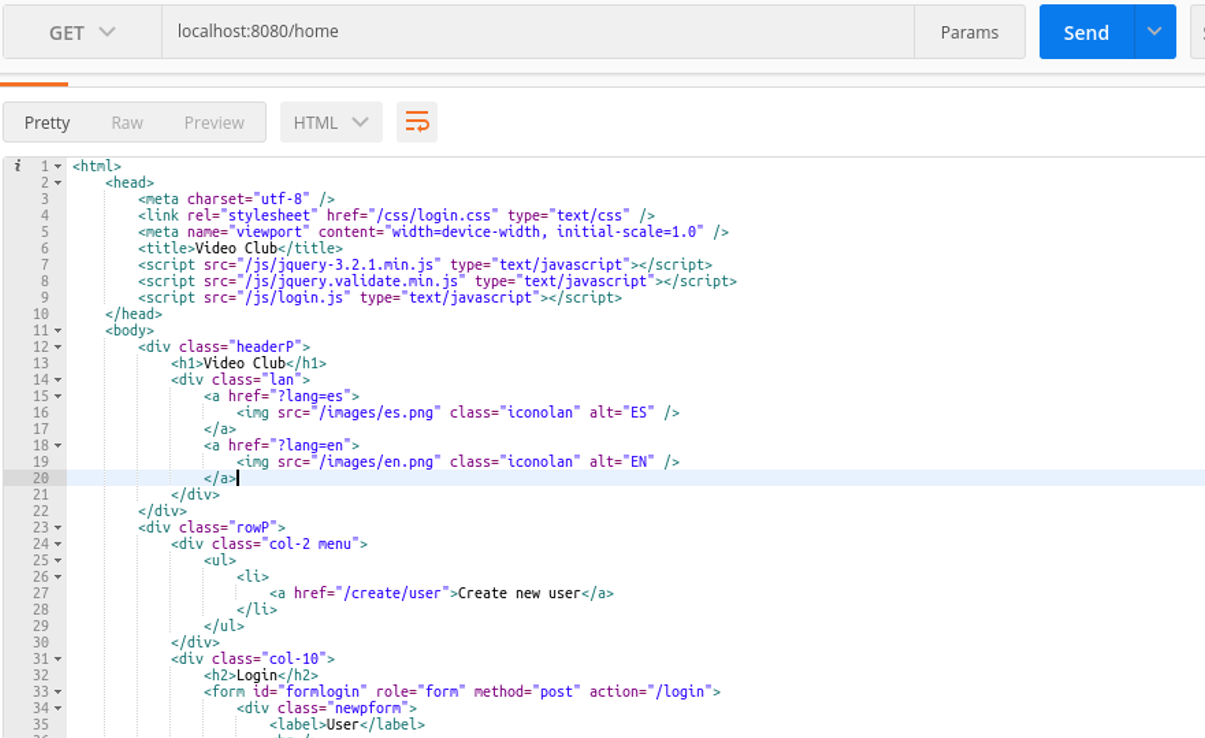 GET localhost:8080/home Params Send
Pretty Raw Preview HTML
i 1 <html>
2 <head>
3 <meta charset="utf-8" />
4 <link rel="stylesheet" href="/css/login.css" type="text/css" />
5 <meta name="viewport" content="width=device-width, initial-scale=1.0" />
6 <title>Video Club</title>
7 <script src="/js/jquery-3.2.1.min.js" type="text/javascript"></script>
8 <script src="/js/jquery.validate.min.js" type="text/javascript"></script>
9 <script src="/js/login.js" type="text/javascript"></script>
10 </head>
11 <body>
12 <div class="headerP">
13 <h1>Video Club</h1>
14 <div class="lan">
15 <a href="?lang=es">
16 <img src="/images/es.png" class="iconolan" alt="ES" />
17 </a>
18 <a href="?lang=en">
19 <img src="/images/en.png" class="iconolan" alt="EN" />
20 </a>
21 </div>
22 </div>
23 <div class="rowP">
24 <div class="col-2 menu">
25 <ul>
26 <li>
27 <a href="/create/user">Create new user</a>
28 </li>
29 </ul>
30 </div>
31 <div class="col-10">
32 <h2>Login</h2>
33 <form id="formlogin" role="form" method="post" action="/login">
34 <div class="newpform">
35 <label>User</label>